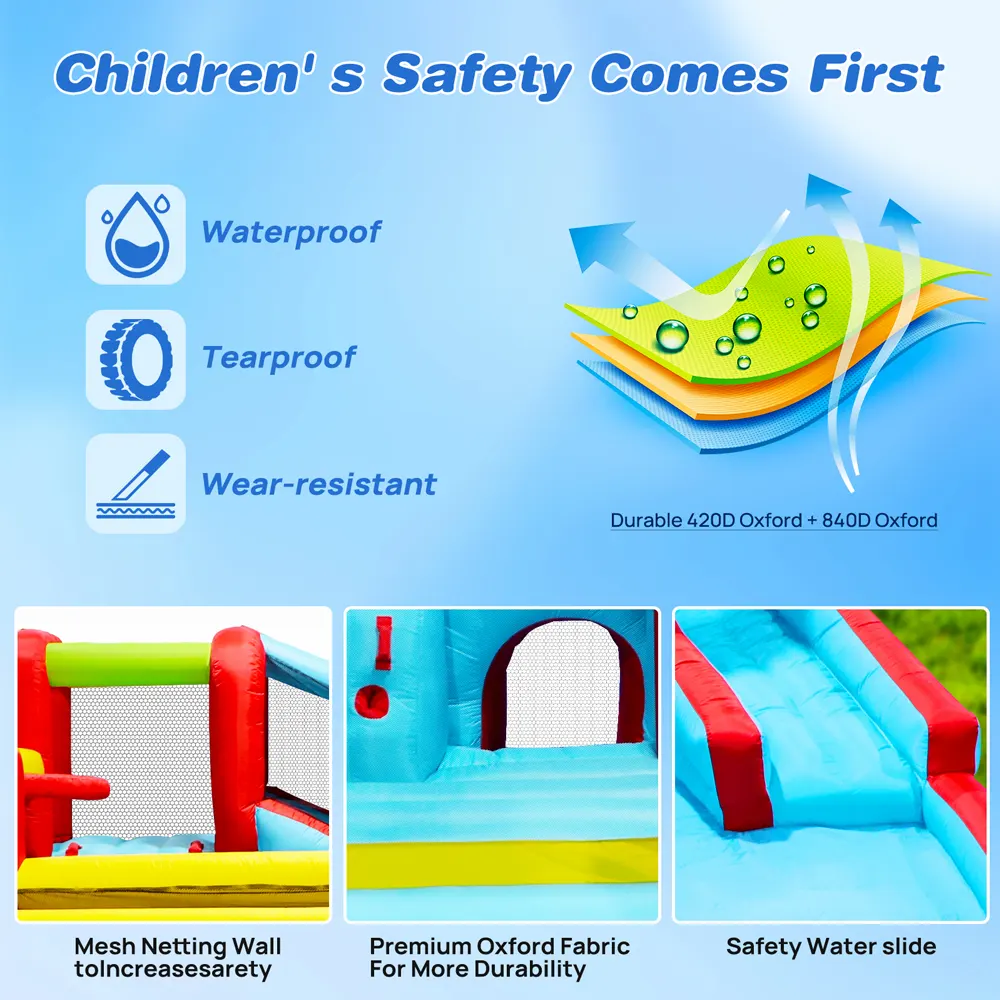 Children' s Safety Comes First
Waterproof
Tearproof
Wear-resistant
Durable 420D Oxford + 840D Oxford
Mesh Netting Wall
toIncreasesarety
Premium Oxford Fabric
For More Durability
Safety Water slide